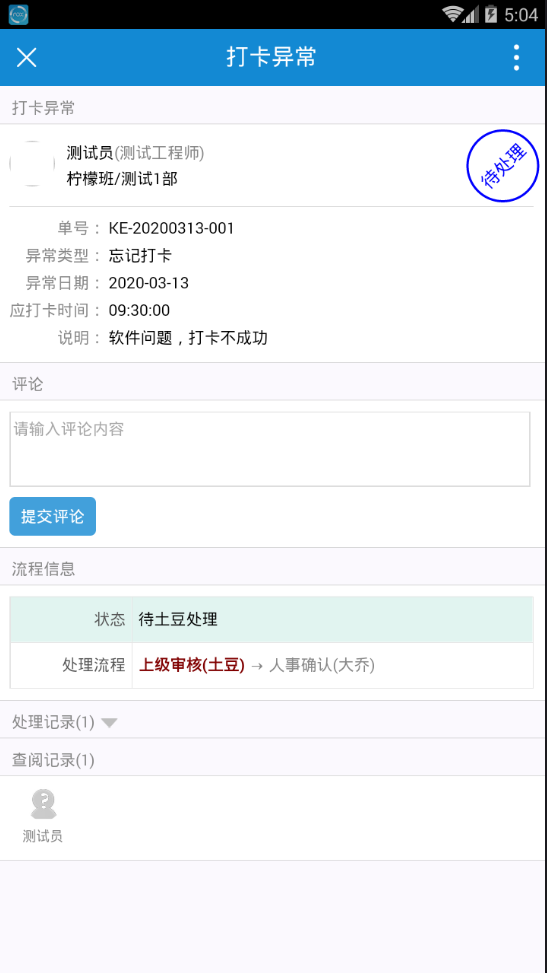 5:04
打卡异常
打卡异常
测试员(测试工程师)
柠檬班/测试1部
待处理
单号： KE-20200313-001
异常类型： 忘记打卡
异常日期： 2020-03-13
应打卡时间： 09:30:00
说明： 软件问题，打卡不成功
评论
请输入评论内容
提交评论
流程信息
状态 待土豆处理
处理流程 上级审核(土豆) → 人事确认(大乔)
处理记录(1)
查阅记录(1)
测试员